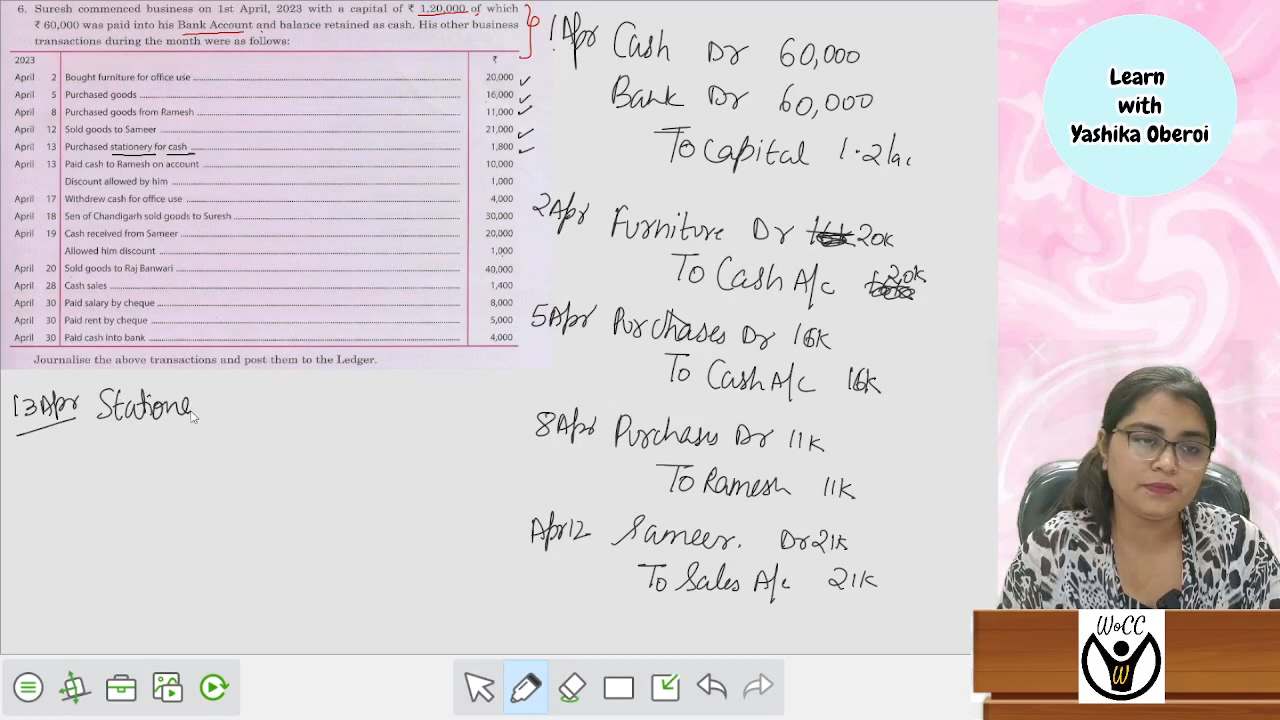 6. Suresh commenced business on 1st April, 2023 with a capital of ₹ 1,20,000 of which
₹ 60,000 was paid into his Bank Account and balance retained as cash. His other business
transactions during the month were as follows:
2023 ₹
April 2 Bought furniture for office use 20,000
April 5 Purchased goods 16,000
April 8 Purchased goods from Ramesh 11,000
April 12 Sold goods to Sameer 21,000
April 13 Purchased stationery for cash 1,800
April 13 Paid cash to Ramesh on account 10,000
Discount allowed by him 1,000
April 17 Withdrew cash for office use 4,000
April 18 Sen of Chandigarh sold goods to Suresh 30,000
April 19 Cash received from Sameer 20,000
Allowed him discount 1,000
April 20 Sold goods to Raj Banwari 40,000
April 28 Cash sales 1,400
April 30 Paid salary by cheque 8,000
April 30 Paid rent by cheque 5,000
April 30 Paid cash into bank 4,000
Journalise the above transactions and post them to the Ledger.
13 Apr Statione
1 Apr Cash Dr 60,000
Bank Dr 60,000
To Capital 1.2 la
2 Apr Furniture Dr 20k
To Cash A/c 20k
5 Apr Purchases Dr 16k
To Cash A/c 16k
8 Apr Purchases Dr 11k
To Ramesh 11k
Apr 12 Sameer. Dr 21k
To Sales A/c 21k
Learn
with
Yashika Oberoi
WoCC
W